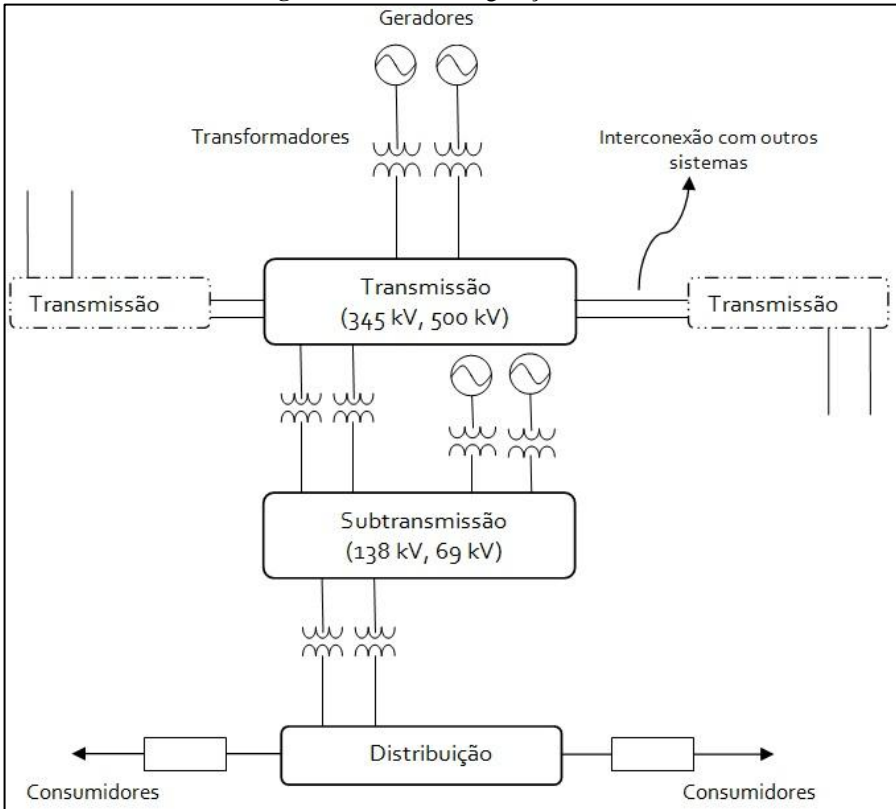 Geradores
Transformadores
Interconexão com outros
sistemas
Transmissão
Transmissão
(345 kV, 500 kV)
Transmissão
Subtransmissão
(138 kV, 69 kV)
Distribuição
Consumidores
Consumidores